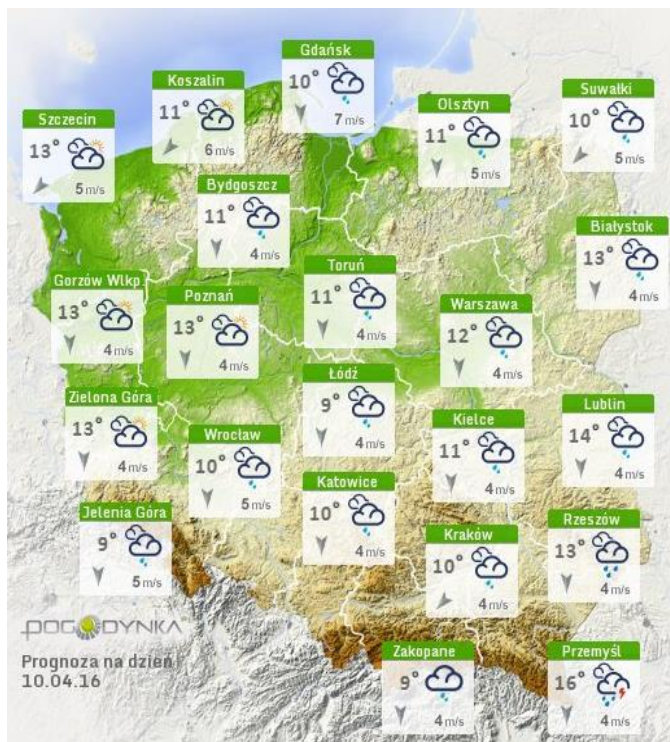 Gdańsk
10°
7 m/s
Koszalin
11°
6 m/s
Suwałki
10°
5 m/s
Olsztyn
11°
5 m/s
Szczecin
13°
5 m/s
Bydgoszcz
11°
4 m/s
Białystok
13°
4 m/s
Toruń
11°
4 m/s
Gorzów Wlkp.
13°
4 m/s
Poznań
13°
4 m/s
Warszawa
12°
4 m/s
Łódź
9°
4 m/s
Zielona Góra
13°
4 m/s
Lublin
14°
4 m/s
Kielce
11°
4 m/s
Wrocław
10°
5 m/s
Katowice
10°
4 m/s
Jelenia Góra
9°
5 m/s
Rzeszów
13°
4 m/s
Kraków
10°
4 m/s
POGODYNKA
Prognoza na dzień
10.04.16
Zakopane
9°
4 m/s
Przemyśl
16°
4 m/s